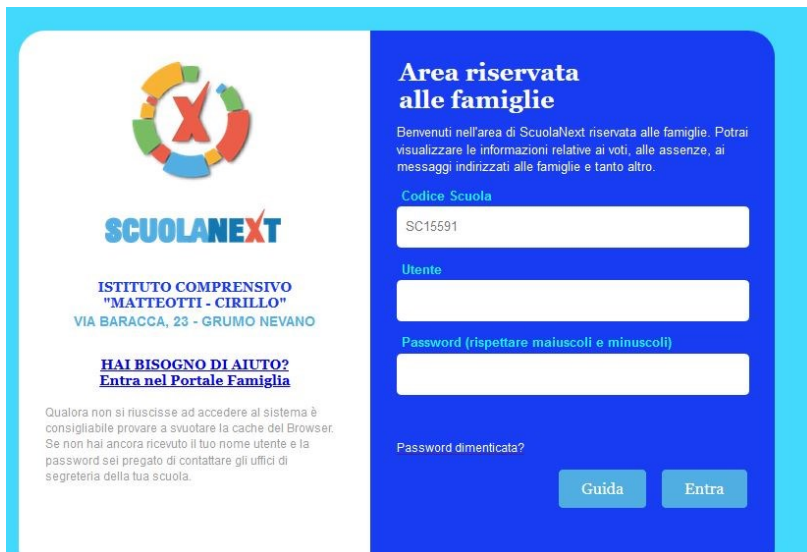 SCUOLANEXT
ISTITUTO COMPRENSIVO
"MATTEOTTI - CIRILLO"
VIA BARACCA, 23 - GRUMO NEVANO
HAI BISOGNO DI AIUTO?
Entra nel Portale Famiglia
Qualora non si riuscisse ad accedere al sistema è
consigliabile provare a svuotare la cache del Browser.
Se non hai ancora ricevuto il tuo nome utente e la
password sei pregato di contattare gli uffici di
segreteria della tua scuola.
Area riservata
alle famiglie
Benvenuti nell'area di ScuolaNext riservata alle famiglie. Potrai
visualizzare le informazioni relative ai voti, alle assenze, ai
messaggi indirizzati alle famiglie e tanto altro.
Codice Scuola
SC15591
Utente
Password (rispettare maiuscoli e minuscoli)
Password dimenticata?
Guida
Entra